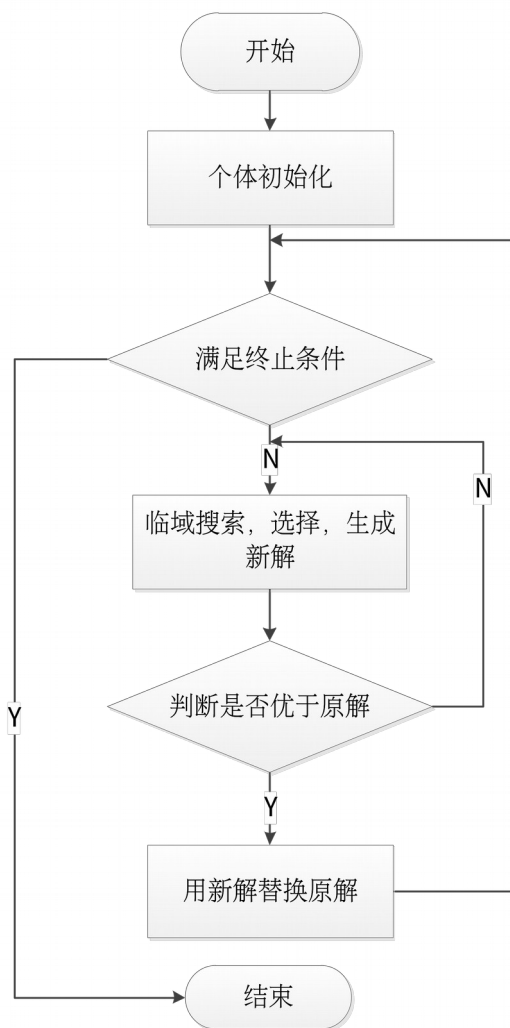 开始
个体初始化
满足终止条件
N
临域搜索，选择，生成
新解
N
判断是否优于原解
Y
Y
用新解替换原解
结束